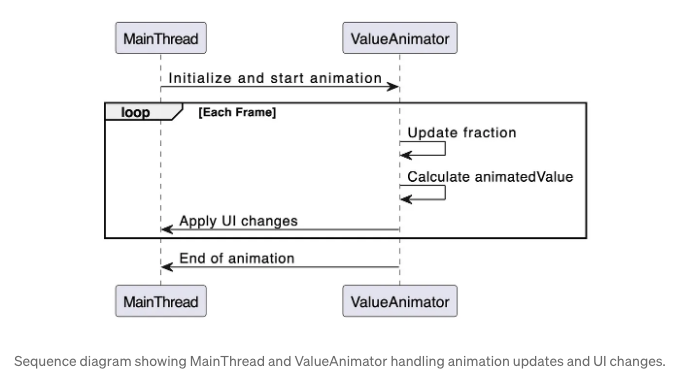 MainThread ValueAnimator
Initialize and start animation
loop [Each Frame]
Update fraction
Calculate animatedValue
Apply UI changes
End of animation
MainThread ValueAnimator
Sequence diagram showing MainThread and ValueAnimator handling animation updates and UI changes.